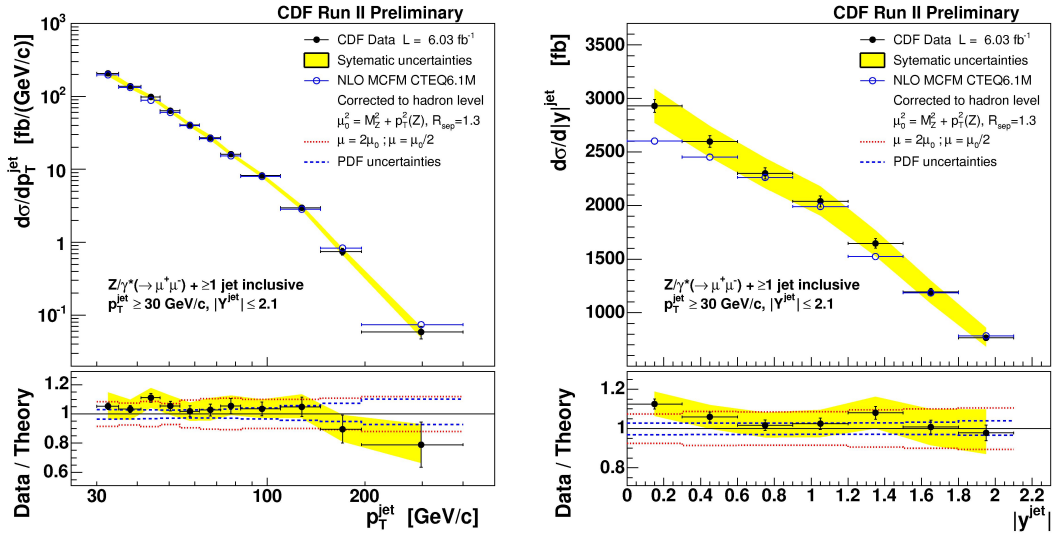 CDF Run II Preliminary
dσ/dp_T^jet [fb/(GeV/c)]
10³
10²
10
1
10⁻¹
CDF Data L = 6.03 fb⁻¹
Sytematic uncertainties
NLO MCFM CTEQ6.1M
Corrected to hadron level
μ₀² = M_Z² + p_T²(Z), R_sep=1.3
μ = 2μ₀ ; μ = μ₀/2
PDF uncertainties
Z/γ*(→ μ⁺μ⁻) + ≥1 jet inclusive
p_T^jet ≥ 30 GeV/c, |Y^jet| ≤ 2.1
Data / Theory
1.2
1
0.8
0.6
30
100
200
p_T^jet [GeV/c]
CDF Run II Preliminary
dσ/d|y|^jet [fb]
3500
3000
2500
2000
1500
1000
CDF Data L = 6.03 fb⁻¹
Sytematic uncertainties
NLO MCFM CTEQ6.1M
Corrected to hadron level
μ₀² = M_Z² + p_T²(Z), R_sep=1.3
μ = 2μ₀ ; μ = μ₀/2
PDF uncertainties
Z/γ*(→ μ⁺μ⁻) + ≥1 jet inclusive
p_T^jet ≥ 30 GeV/c, |Y^jet| ≤ 2.1
Data / Theory
1.2
1
0.8
0 0.2 0.4 0.6 0.8 1 1.2 1.4 1.6 1.8 2
|y^jet|